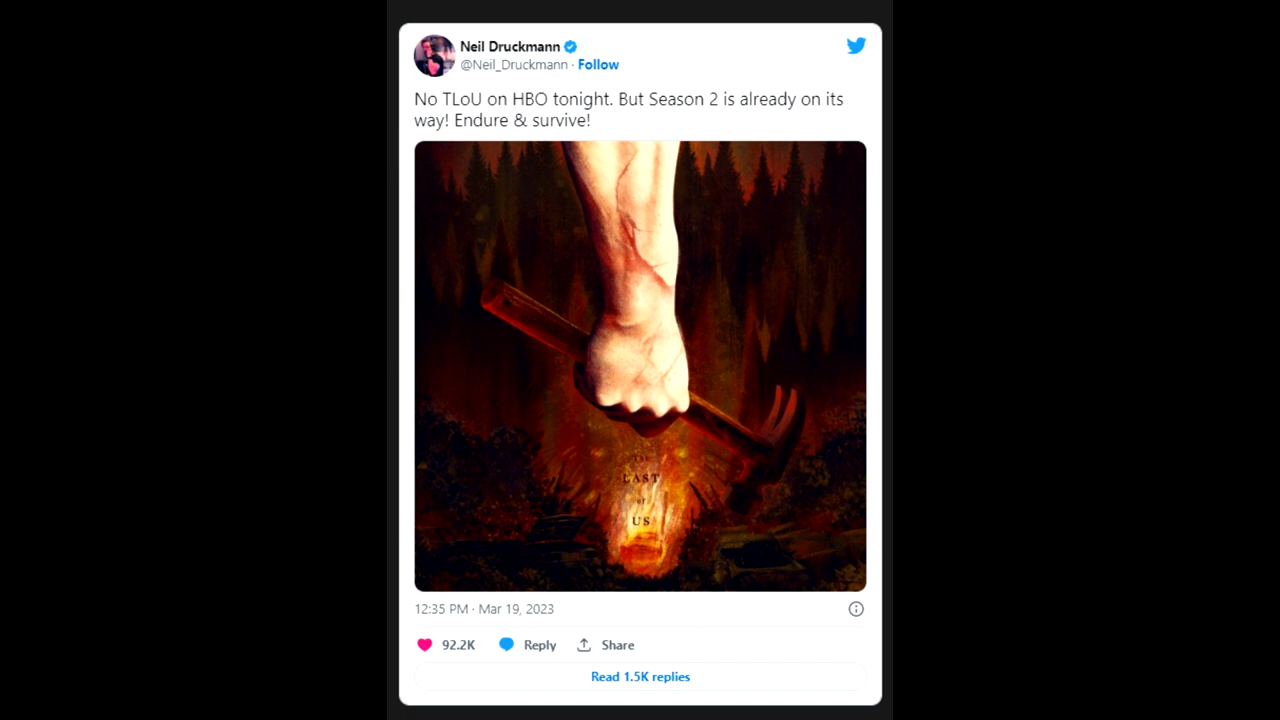 Neil Druckmann
@Neil_Druckmann · Follow
No TLoU on HBO tonight. But Season 2 is already on its
way! Endure & survive!
THE
LAST
of
US
12:35 PM · Mar 19, 2023
92.2K Reply Share
Read 1.5K replies